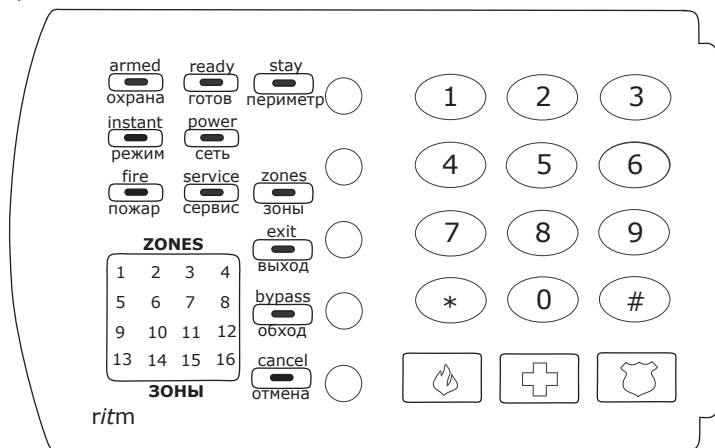 armed ready stay
охрана готов периметр
1 2 3
instant power
режим сеть
4 5 6
fire service zones
пожар сервис зоны
7 8 9
exit
выход
* 0 #
bypass
обход
cancel
отмена
ZONES
1 2 3 4
5 6 7 8
9 10 11 12
13 14 15 16
ЗОНЫ
ritm